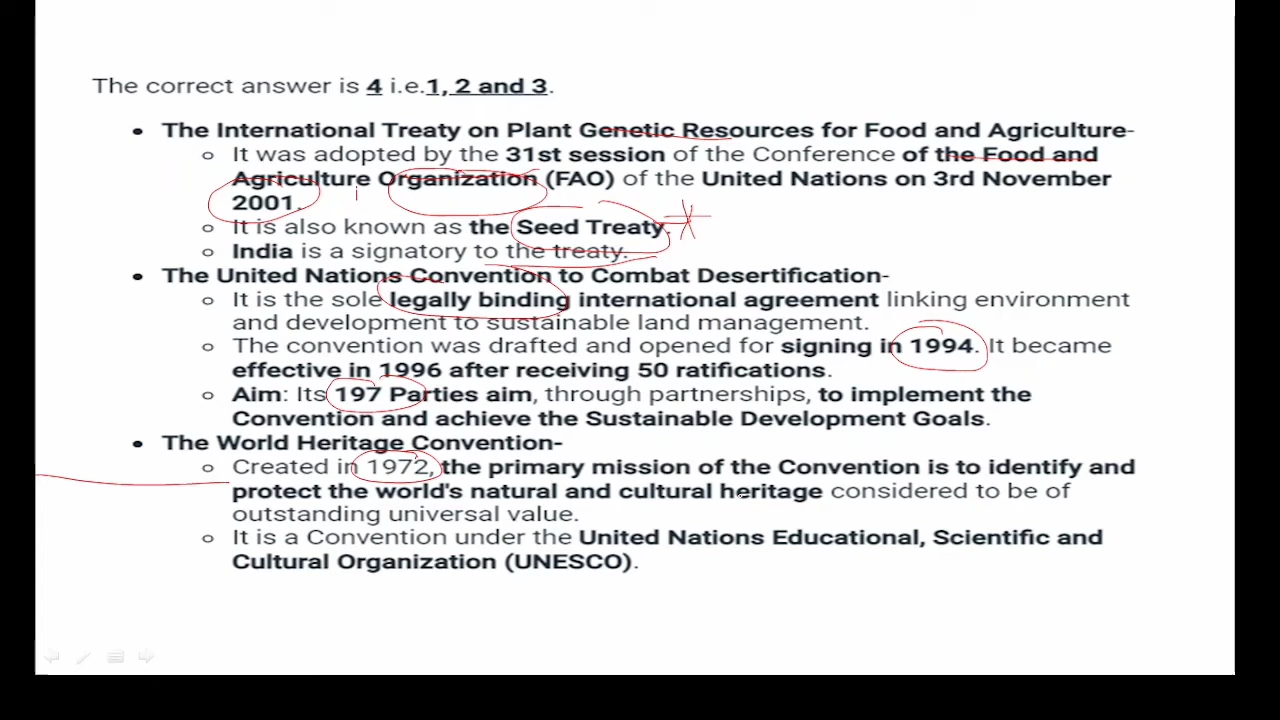 The correct answer is 4 i.e.1, 2 and 3.
• The International Treaty on Plant Genetic Resources for Food and Agriculture-
o It was adopted by the 31st session of the Conference of the Food and
Agriculture Organization (FAO) of the United Nations on 3rd November
2001.
o It is also known as the Seed Treaty.
o India is a signatory to the treaty.
• The United Nations Convention to Combat Desertification-
o It is the sole legally binding international agreement linking environment
and development to sustainable land management.
o The convention was drafted and opened for signing in 1994. It became
effective in 1996 after receiving 50 ratifications.
o Aim: Its 197 Parties aim, through partnerships, to implement the
Convention and achieve the Sustainable Development Goals.
• The World Heritage Convention-
o Created in 1972, the primary mission of the Convention is to identify and
protect the world's natural and cultural heritage considered to be of
outstanding universal value.
o It is a Convention under the United Nations Educational, Scientific and
Cultural Organization (UNESCO).